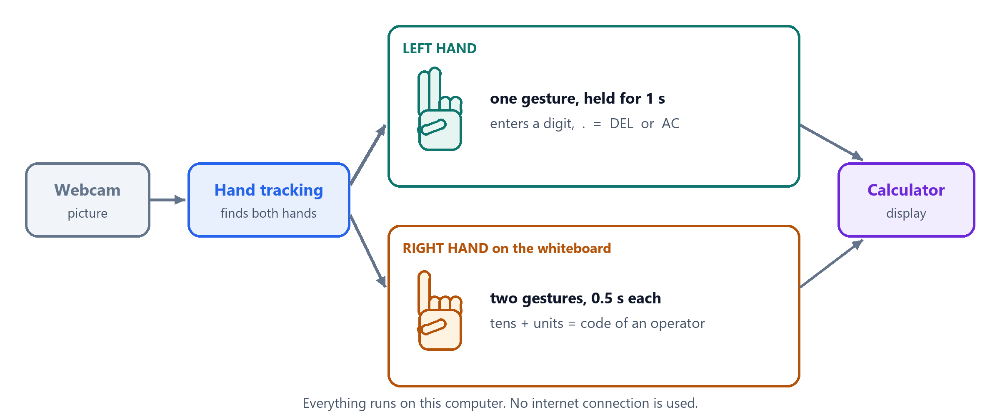 Webcam
picture
Hand tracking
finds both hands
LEFT HAND
one gesture, held for 1 s
enters a digit,  .  =  DEL  or  AC
RIGHT HAND on the whiteboard
two gestures, 0.5 s each
tens + units = code of an operator
Calculator
display
Everything runs on this computer. No internet connection is used.